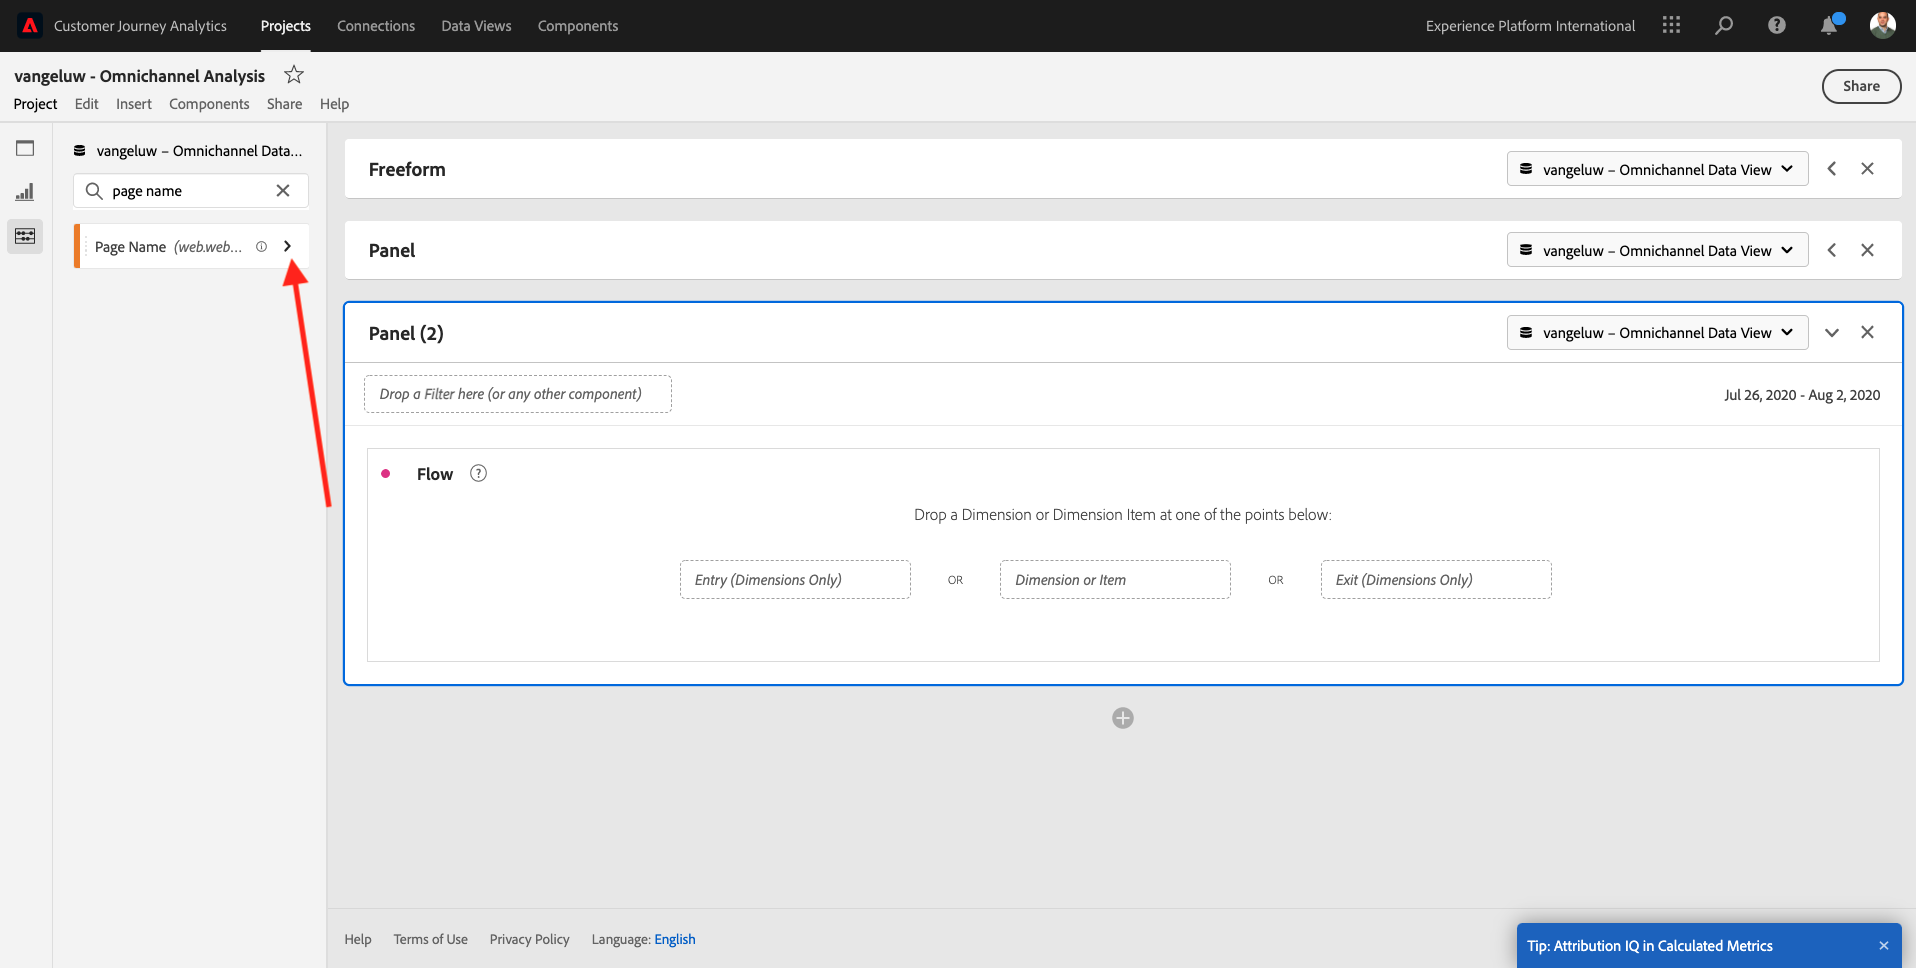 Customer Journey Analytics Projects Connections Data Views Components Experience Platform International
vangeluw - Omnichannel Analysis
Share
Project Edit Insert Components Share Help
vangeluw – Omnichannel Data...
page name
Page Name (web.web...
Freeform
vangeluw – Omnichannel Data View
Panel
vangeluw – Omnichannel Data View
Panel (2)
vangeluw – Omnichannel Data View
Drop a Filter here (or any other component)
Jul 26, 2020 - Aug 2, 2020
Flow
Drop a Dimension or Dimension Item at one of the points below:
Entry (Dimensions Only) OR Dimension or Item OR Exit (Dimensions Only)
Help Terms of Use Privacy Policy Language: English
Tip: Attribution IQ in Calculated Metrics